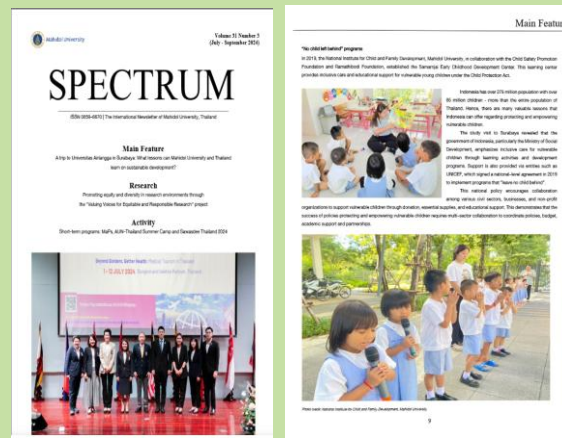 Mahidol University
Volume 31 Number 3
(July - September 2024)
SPECTRUM
The International Newsletter of Mahidol University, Thailand
Main Feature
A trip to Universitas Airlangga in Surabaya: What lessons can Mahidol University and Thailand
learn on sustainable development?
Research
Promoting equity and diversity in research environments through
the "Valuing Voices for Equitable and Responsible Research" project
Activity
Short-term programs: MaPs, AUN-Thailand Summer Camp and Sawasdee Thailand 2024
1-12 JULY 2024,
Main Featur
"No child left behind" programs
In 2019, the National Institute for Child and Family Development, Mahidol University, in collaboration with the Child Safety Promotion
Foundation and Ramathibodi Foundation, established the Early Childhood Development Center. This learning center
provides inclusive care and educational support for vulnerable young children under the Child Protection Act.
Indonesia has over 270 million population with over
million children - more than the entire population of
Thailand. Hence, there are many valuable lessons that
Indonesia can offer regarding protecting and empowering
vulnerable children.
The study visit to Surabaya revealed that the
government of Indonesia, particularly the Ministry of Social
Development, emphasizes inclusive care for vulnerable
children through learning activities and development
programs. Support is also provided via entities such as
UNICEF, which signed a national-level agreement in
to implement programs that "leave no child behind".
This national policy encourages collaboration
among various civil sectors, businesses, and non-profit
organizations to support vulnerable children through donation, essential supplies, and educational support. This demonstrates that the
success of policies protecting and empowering vulnerable children requires multi-sector collaboration to coordinate policies, budget,
academic support and partnerships.
Photo credit: National Institute for Child and Family Development, Mahidol University
9